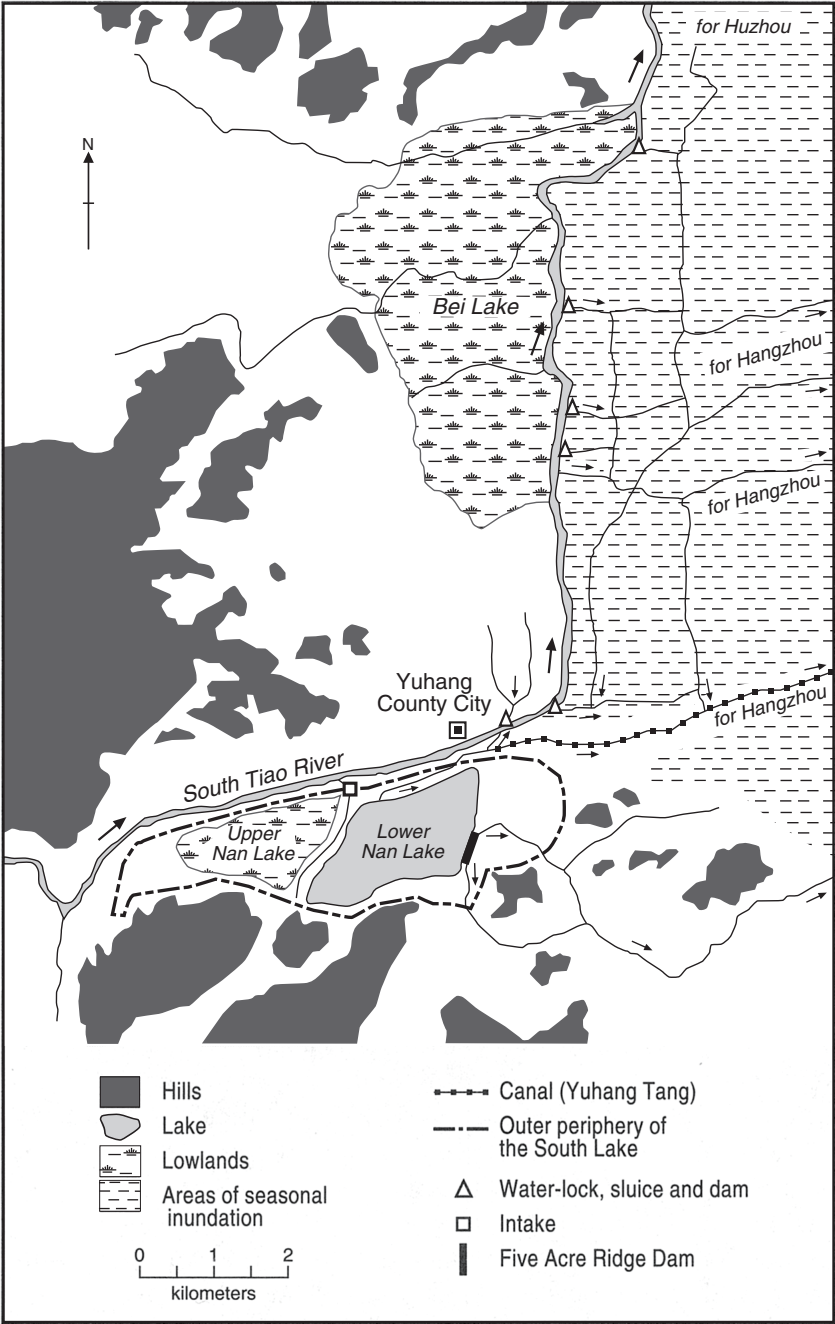 for Huzhou
N
Bei Lake
for Hangzhou
for Hangzhou
Yuhang
County City
for Hangzhou
South Tiao River
Upper
Nan Lake
Lower
Nan Lake
Hills
Lake
Lowlands
Areas of seasonal
inundation
0 1 2
kilometers
Canal (Yuhang Tang)
Outer periphery of
the South Lake
Water-lock, sluice and dam
Intake
Five Acre Ridge Dam